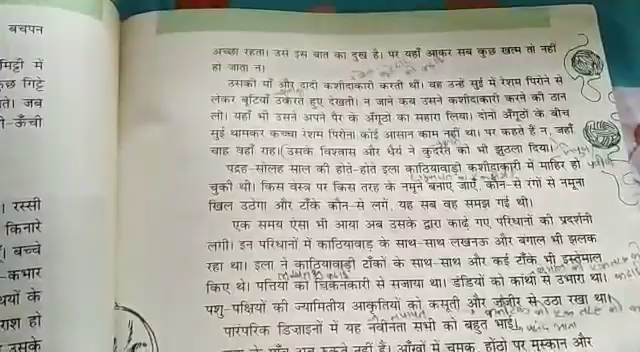 बचपन
मिट्टी में
कुछ गिट्टे
जब
-ऊँची
। रस्सी
किनारे
। बच्चे
-कभार
के
हो
उसके
अच्छा रहता। उसे इस बात का दुख है। पर यहाँ आकर सब कुछ खत्म तो नहीं
हो जाता न।
उसकी माँ और दादी कशीदाकारी करती थीं। वह उन्हें सुई में रेशम पिरोने से
लेकर बूटियाँ उकेरते हुए देखती। न जाने कब उसने कशीदाकारी करने की ठान
ली। यहाँ भी उसने अपने पैर के अँगूठों का सहारा लिया। दोनों अँगूठों के बीच
सुई थामकर कच्चा रेशम पिरोना कोई आसान काम नहीं था। पर कहते हैं न, जहाँ
चाह वहाँ राह। उसके विश्वास और धैर्य ने कुदरत को भी झुठला दिया।
पंद्रह-सोलह साल की होते-होते इला काठियावाड़ी कशीदाकारी में माहिर हो
चुकी थी। किस वस्त्र पर किस तरह के नमूने बनाए जाएँ, कौन-से रंगों से नमूना
खिल उठेगा और टाँके कौन-से लगें, यह सब वह समझ गई थी।
एक समय ऐसा भी आया जब उसके द्वारा काढ़े गए परिधानों की प्रदर्शनी
लगी। इन परिधानों में काठियावाड़ के साथ-साथ लखनऊ और बंगाल भी झलक
रहा था। इला ने काठियावाड़ी टाँकों के साथ-साथ और कई टाँके भी इस्तेमाल
किए थे। पत्तियों को चिकनकारी से सजाया था। डंडियों को कांथा से उभारा था।
पशु-पक्षियों की ज्यामितीय आकृतियों को कसूती और जंजीर से उठा रखा था।
पारंपरिक डिज़ाइनों में यह नवीनता सभी को बहुत भाई।
अब रुकते नहीं हैं। आँखों में चमक, होंठों पर मुस्कान और